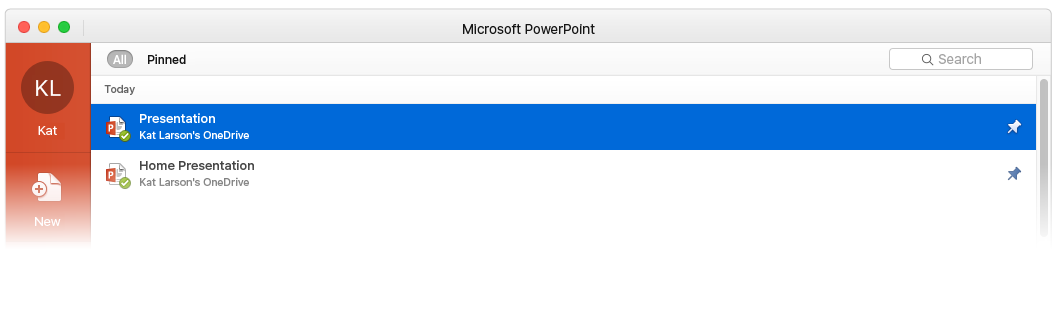 Microsoft PowerPoint
KL
Kat
New
All Pinned
Search
Today
P
Presentation
Kat Larson's OneDrive
P
Home Presentation
Kat Larson's OneDrive